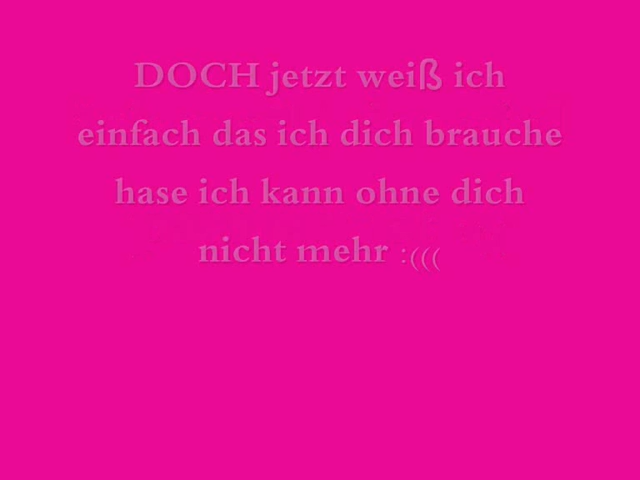 DOCH jetzt weiß ich
einfach das ich dich brauche
hase ich kann ohne dich
nicht mehr :(((